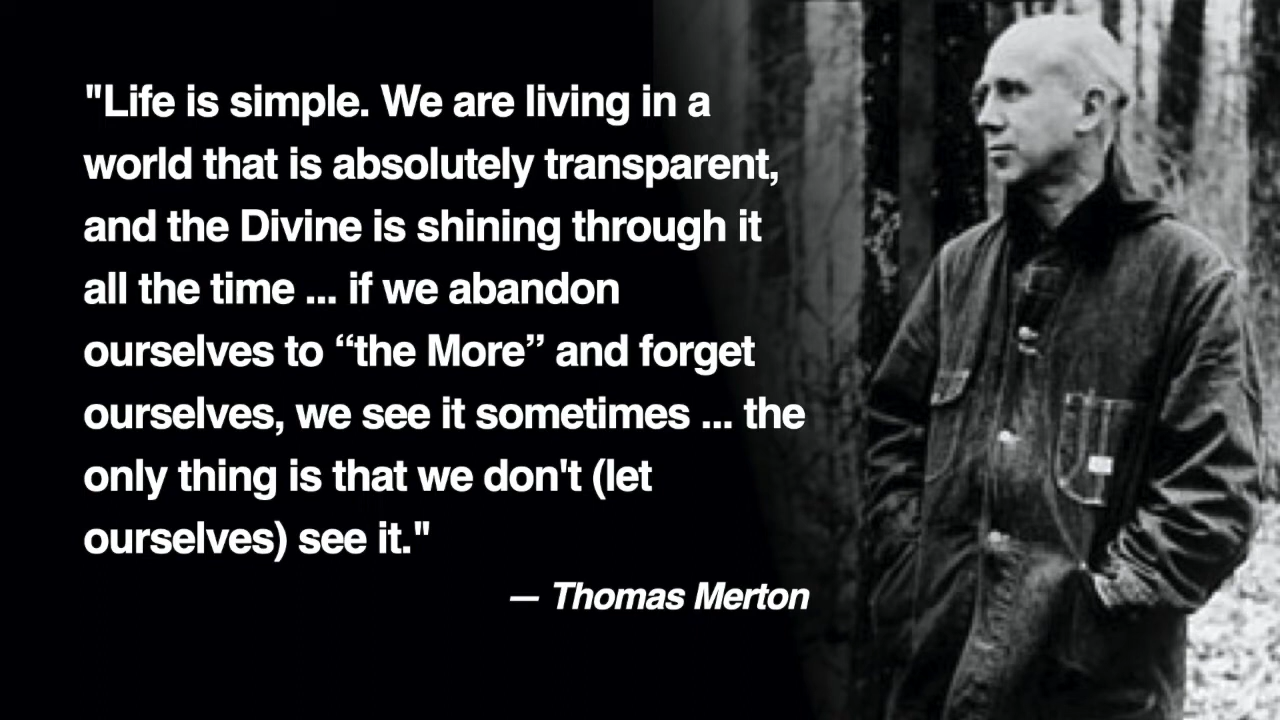 "Life is simple. We are living in a
world that is absolutely transparent,
and the Divine is shining through it
all the time ... if we abandon
ourselves to “the More” and forget
ourselves, we see it sometimes ... the
only thing is that we don't (let
ourselves) see it."
— Thomas Merton